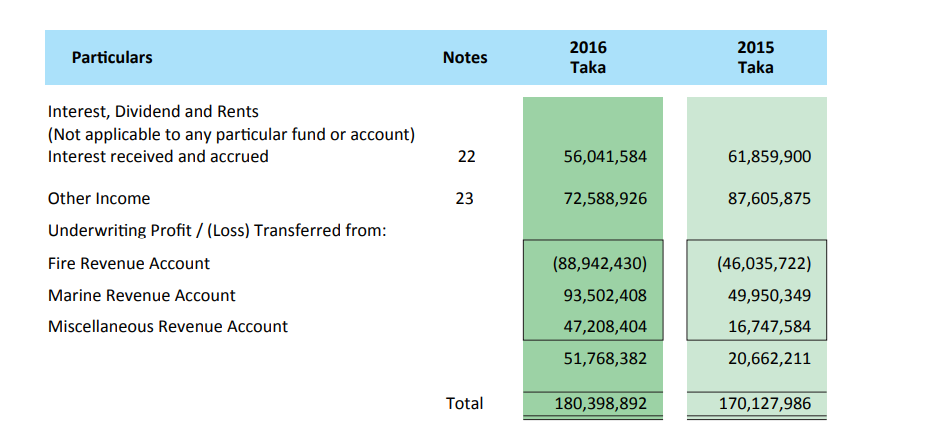 Particulars Notes 2016 Taka 2015 Taka
Interest, Dividend and Rents
(Not applicable to any particular fund or account)
Interest received and accrued 22 56,041,584 61,859,900
Other Income 23 72,588,926 87,605,875
Underwriting Profit / (Loss) Transferred from:
Fire Revenue Account (88,942,430) (46,035,722)
Marine Revenue Account 93,502,408 49,950,349
Miscellaneous Revenue Account 47,208,404 16,747,584
51,768,382 20,662,211
Total 180,398,892 170,127,986